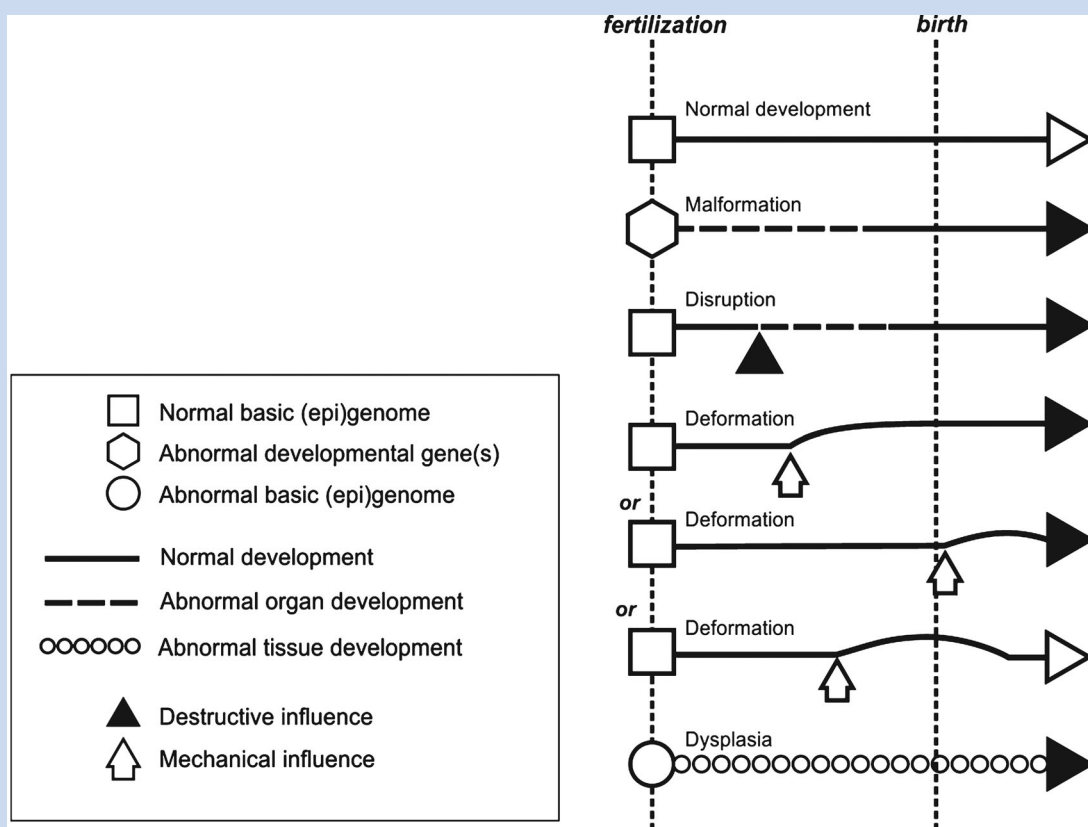 fertilization birth
Normal development
Malformation
Disruption
Deformation
or
Deformation
or
Deformation
Dysplasia
Normal basic (epi)genome
Abnormal developmental gene(s)
Abnormal basic (epi)genome
Normal development
Abnormal organ development
Abnormal tissue development
Destructive influence
Mechanical influence